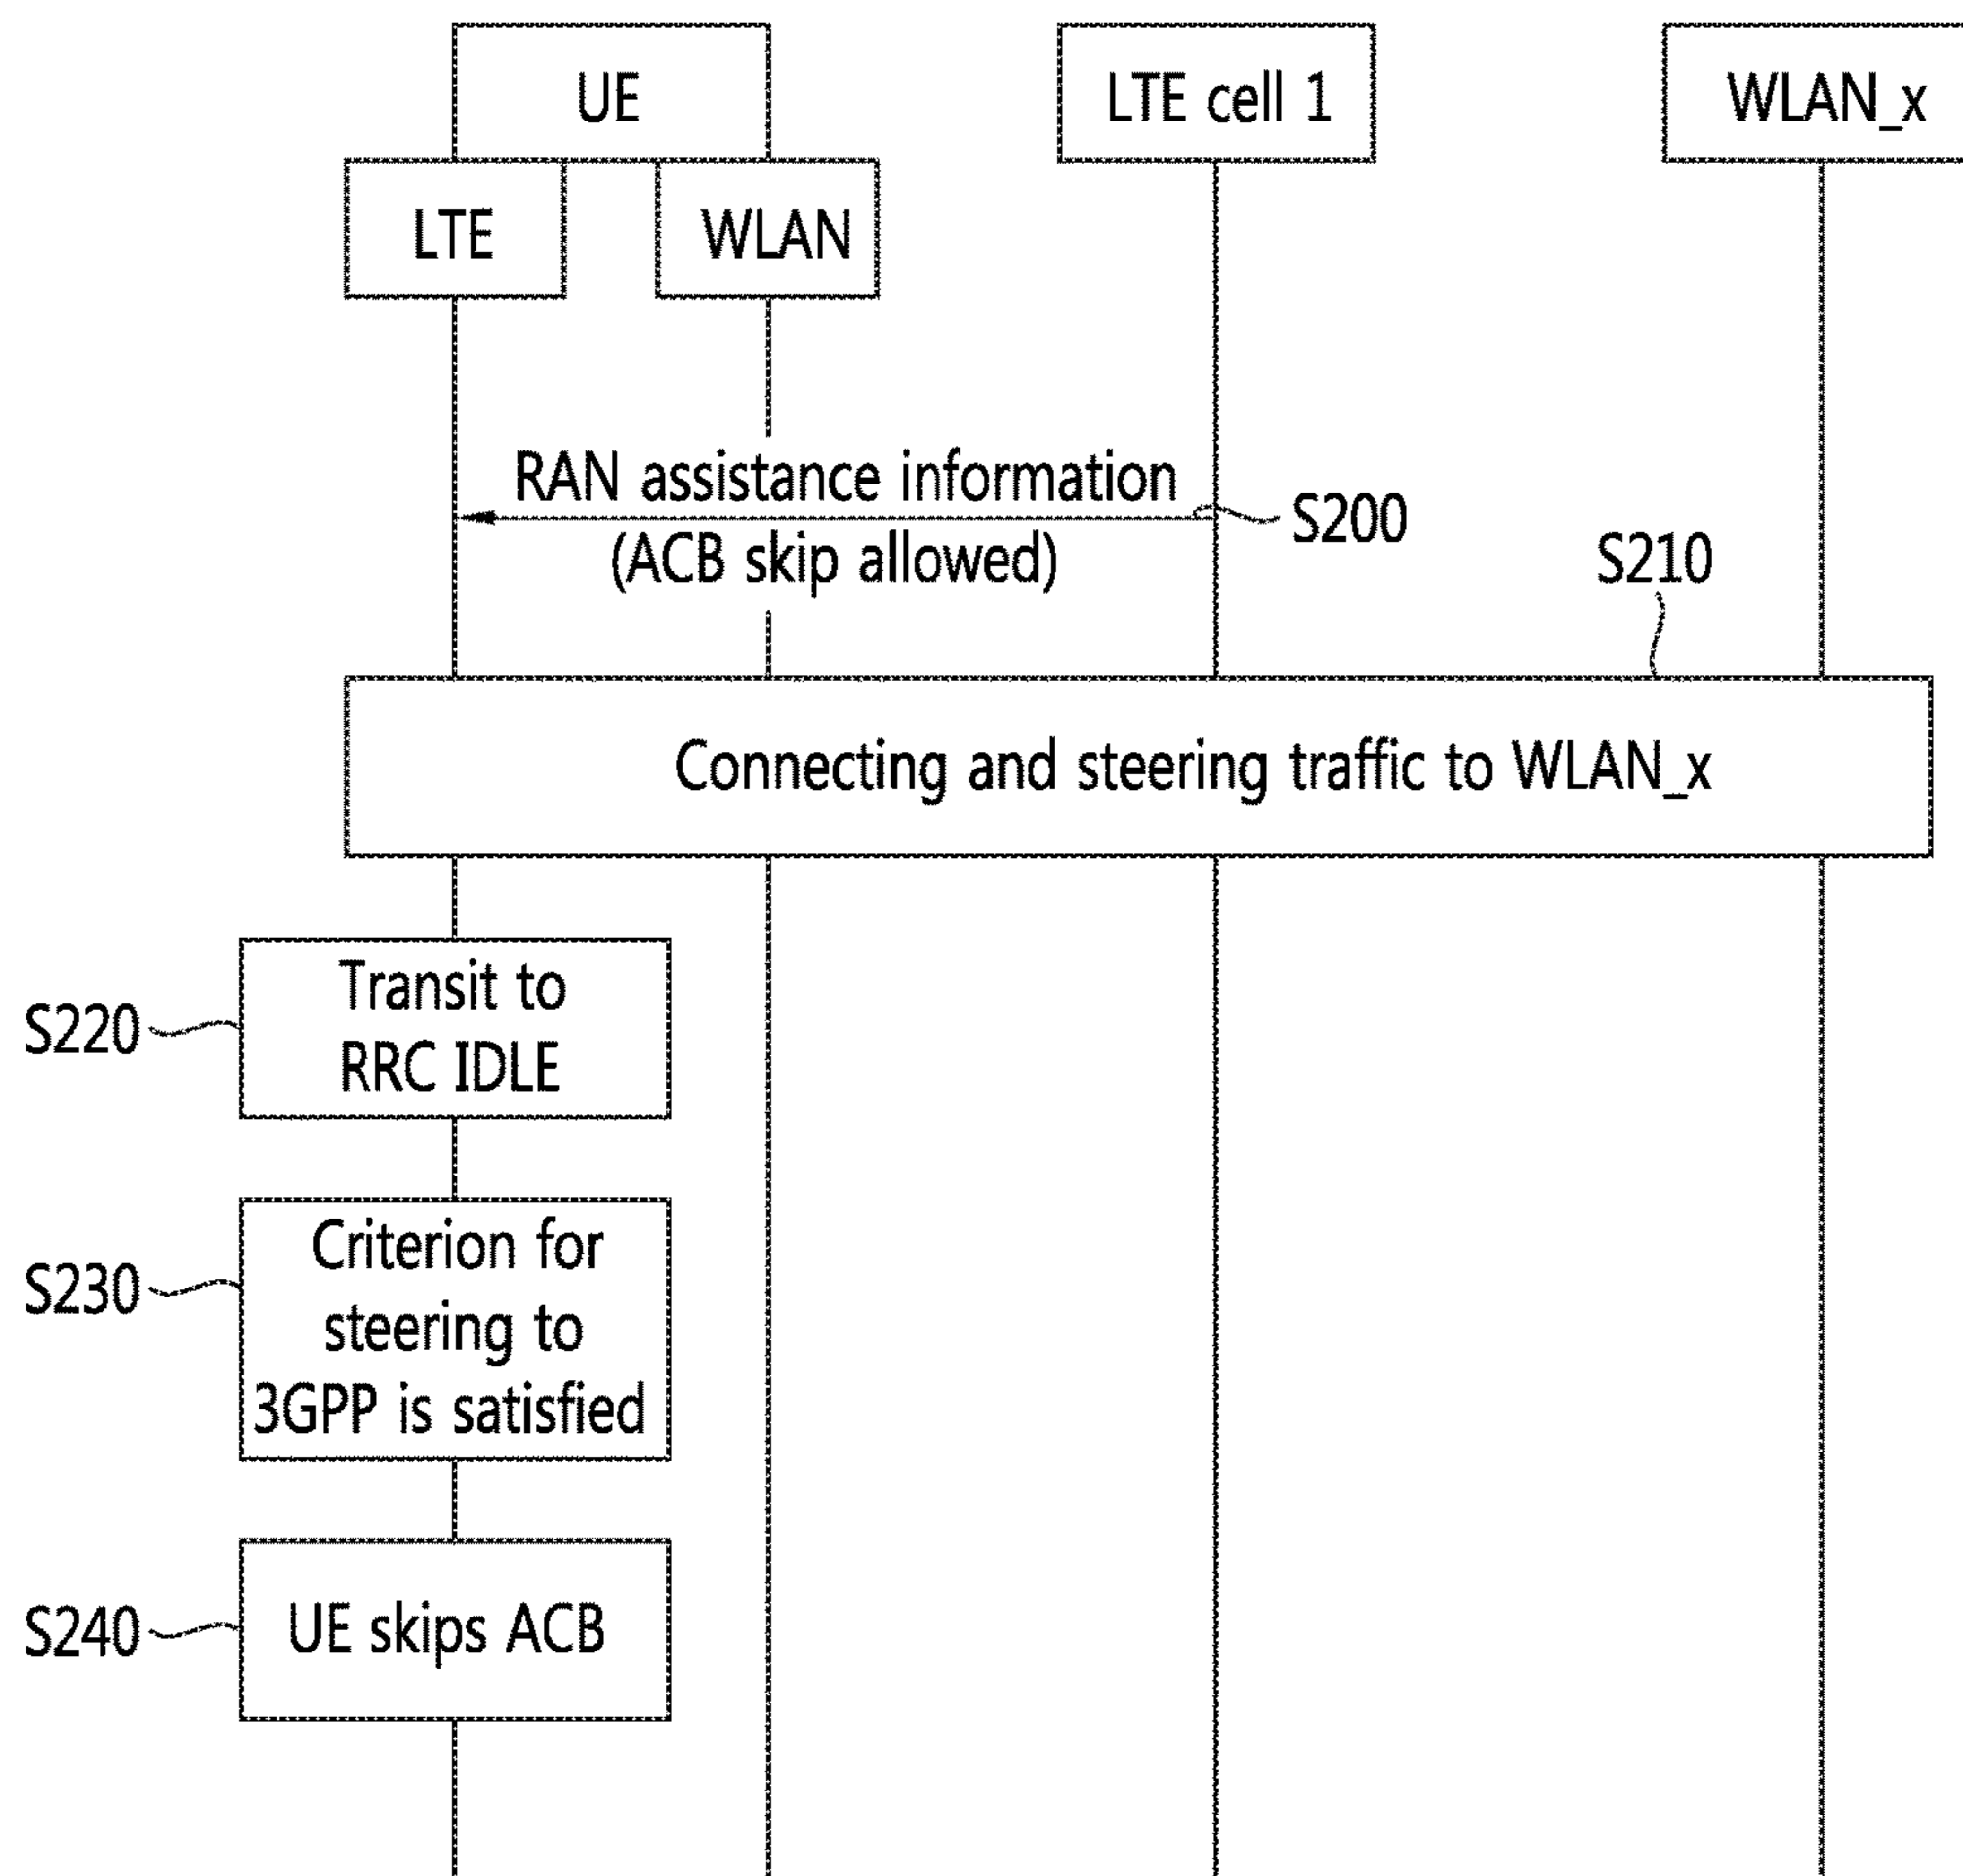 UE
LTE cell 1
WLAN_x
LTE
WLAN
RAN assistance information
S200
(ACB skip allowed)
S210
Connecting and steering traffic to WLAN_x
S220
Transit to
RRC IDLE
S230
Criterion for
steering to
3GPP is satisfied
S240
UE skips ACB